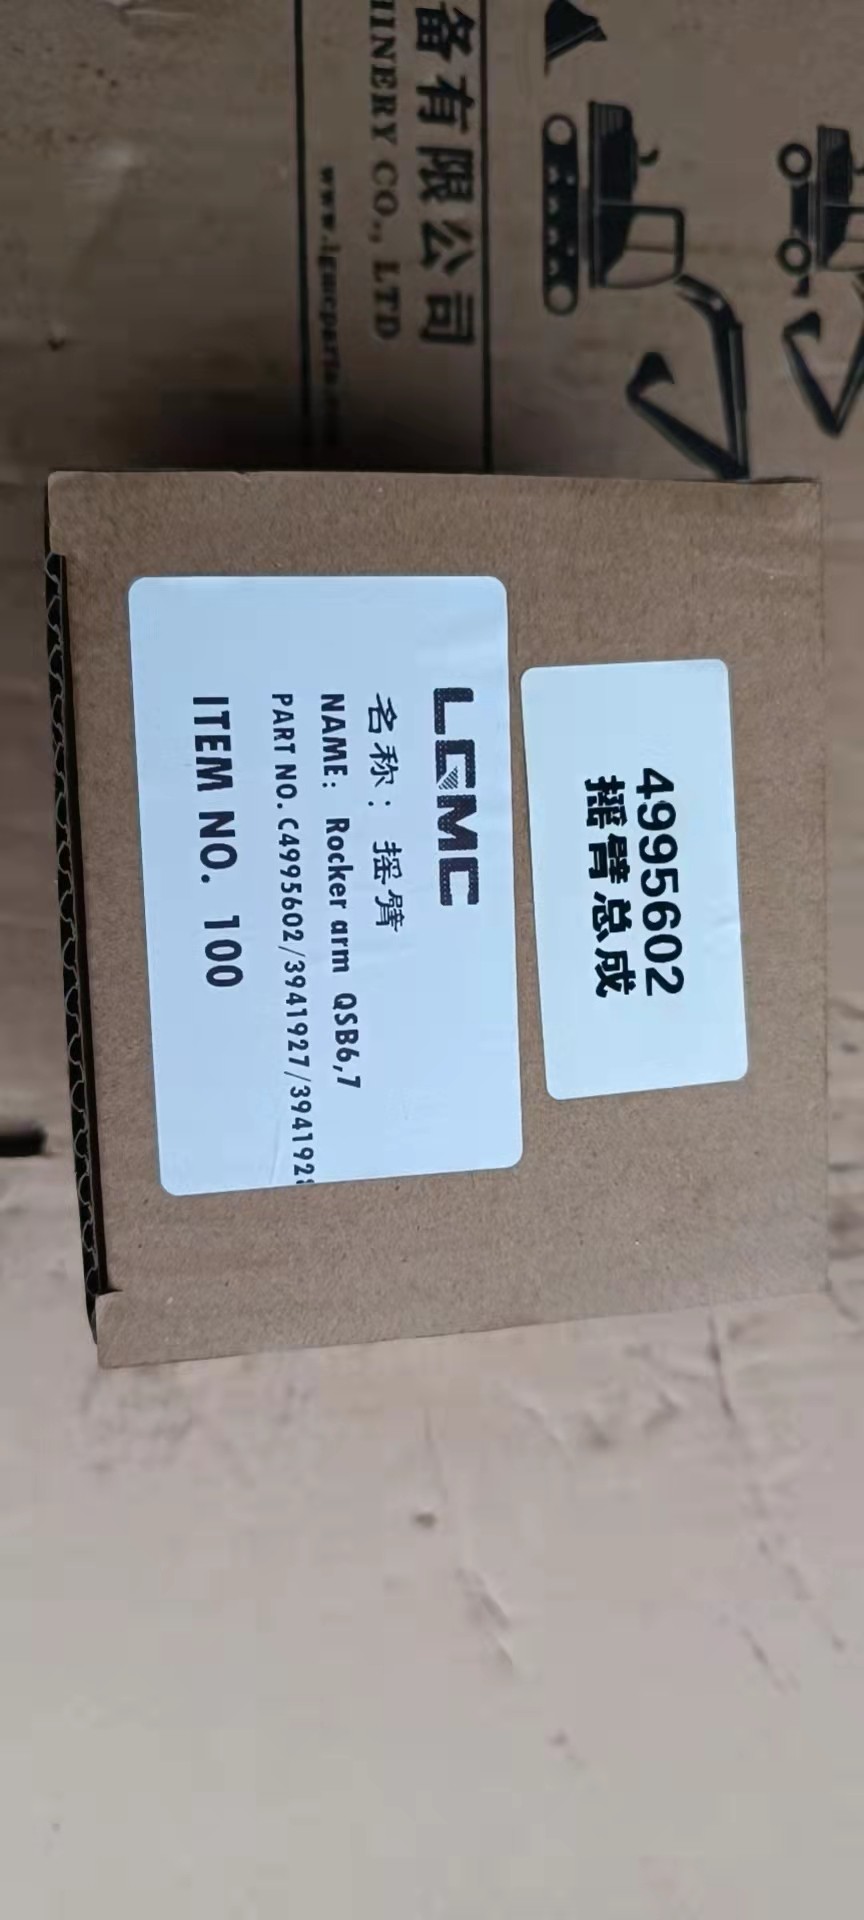 4995602
摇臂总成
LGMC
名称：摇臂
NAME: Rocker arm QSB6,7
PART NO. C4995602/3941927/394192
ITEM NO. 100
备有限公司
HINERY CO., LTD